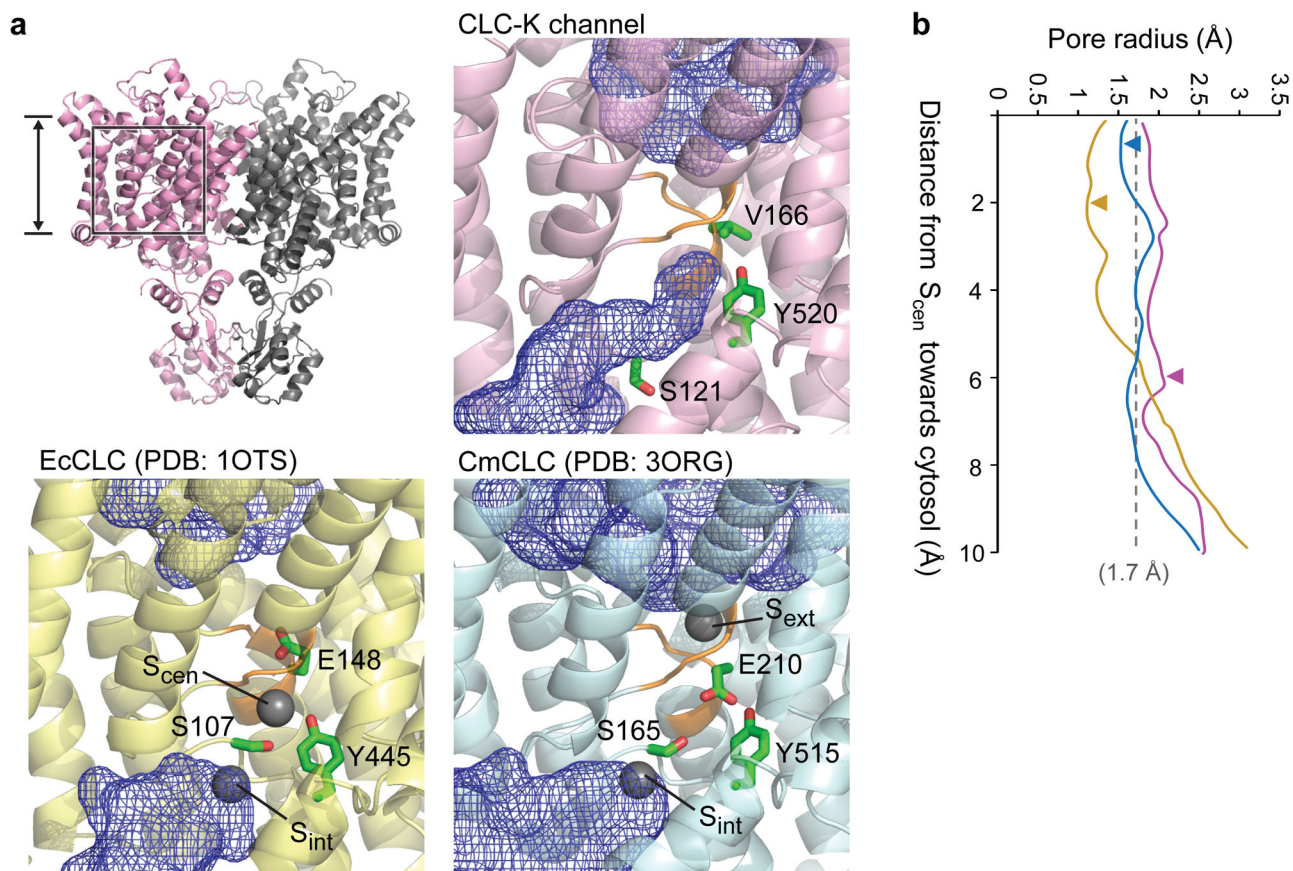 a
CLC-K channel
V166
Y520
S121
EcCLC (PDB: 1OTS)
E148
Scen
S107
Y445
Sint
CmCLC (PDB: 3ORG)
Sext
E210
S165
Y515
Sint
b
Pore radius (Å)
0
0.5
1
1.5
2
2.5
3
3.5
Distance from Scen towards cytosol (Å)
2
4
6
8
10
(1.7 Å)